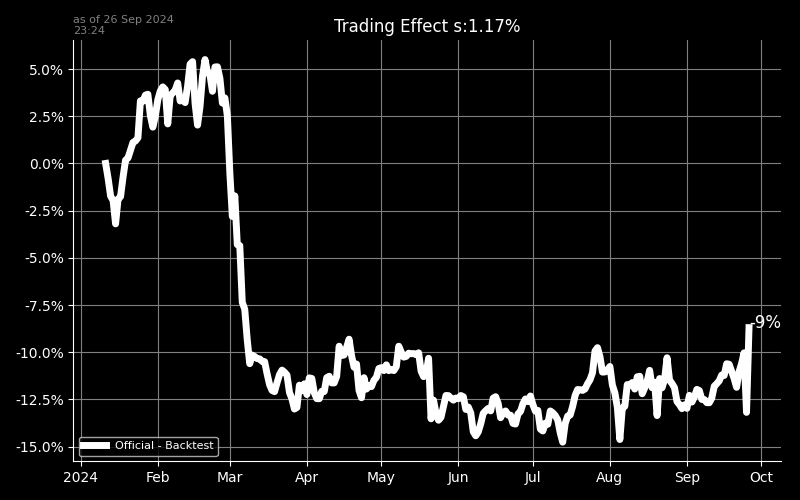 as of 26 Sep 2024
23:24
Trading Effect s:1.17%
5.0%
2.5%
0.0%
-2.5%
-5.0%
-7.5%
-10.0%
-12.5%
-15.0%
-9%
Official - Backtest
2024 Feb Mar Apr May Jun Jul Aug Sep Oct